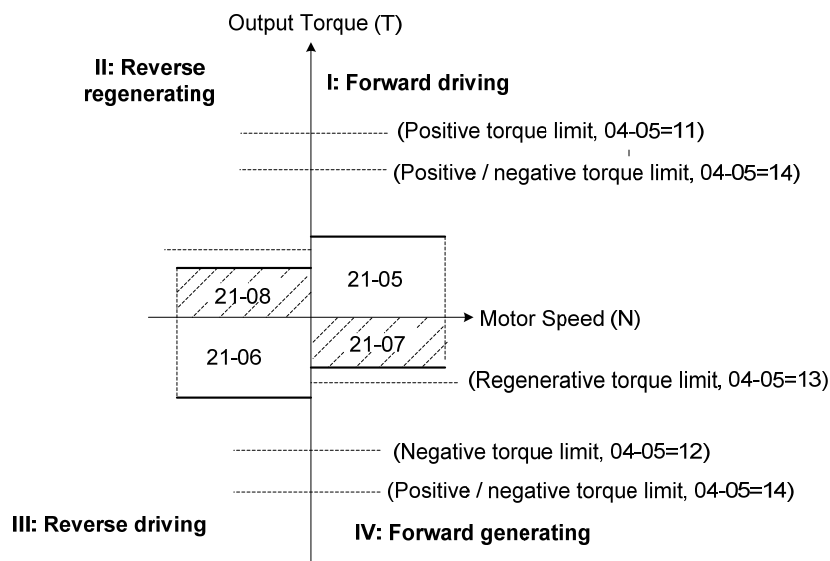 Output Torque (T)
II: Reverse
regenerating
I: Forward driving
(Positive torque limit, 04-05=11)
(Positive / negative torque limit, 04-05=14)
21-05
21-08
Motor Speed (N)
21-07
21-06
(Regenerative torque limit, 04-05=13)
(Negative torque limit, 04-05=12)
(Positive / negative torque limit, 04-05=14)
III: Reverse driving
IV: Forward generating